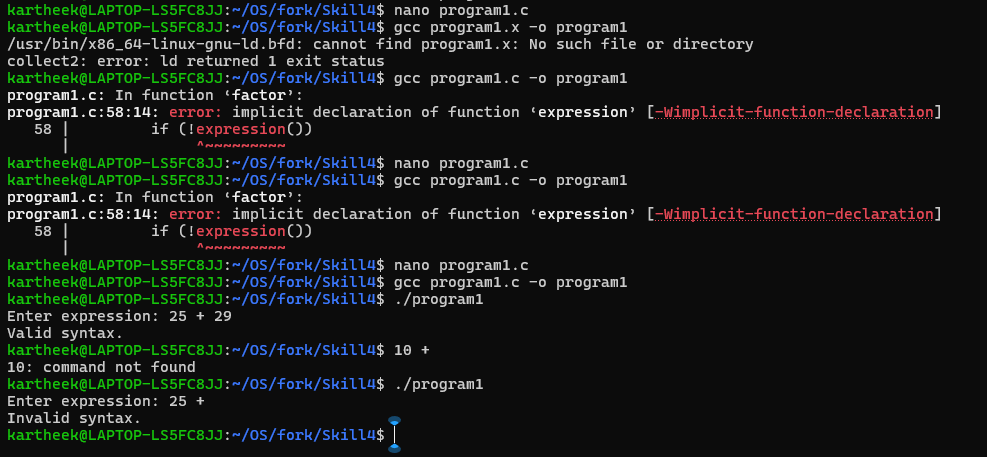 kartheek@LAPTOP-LS5FC8JJ:~/OS/fork/Skill4$ nano program1.c
kartheek@LAPTOP-LS5FC8JJ:~/OS/fork/Skill4$ gcc program1.x -o program1
/usr/bin/x86_64-linux-gnu-ld.bfd: cannot find program1.x: No such file or directory
collect2: error: ld returned 1 exit status
kartheek@LAPTOP-LS5FC8JJ:~/OS/fork/Skill4$ gcc program1.c -o program1
program1.c: In function ‘factor’:
program1.c:58:14: error: implicit declaration of function ‘expression’ [-Wimplicit-function-declaration]
   58 |         if (!expression())
      |              ^~~~~~~~~~
kartheek@LAPTOP-LS5FC8JJ:~/OS/fork/Skill4$ nano program1.c
kartheek@LAPTOP-LS5FC8JJ:~/OS/fork/Skill4$ gcc program1.c -o program1
program1.c: In function ‘factor’:
program1.c:58:14: error: implicit declaration of function ‘expression’ [-Wimplicit-function-declaration]
   58 |         if (!expression())
      |              ^~~~~~~~~~
kartheek@LAPTOP-LS5FC8JJ:~/OS/fork/Skill4$ nano program1.c
kartheek@LAPTOP-LS5FC8JJ:~/OS/fork/Skill4$ gcc program1.c -o program1
kartheek@LAPTOP-LS5FC8JJ:~/OS/fork/Skill4$ ./program1
Enter expression: 25 + 29
Valid syntax.
kartheek@LAPTOP-LS5FC8JJ:~/OS/fork/Skill4$ 10 +
10: command not found
kartheek@LAPTOP-LS5FC8JJ:~/OS/fork/Skill4$ ./program1
Enter expression: 25 +
Invalid syntax.
kartheek@LAPTOP-LS5FC8JJ:~/OS/fork/Skill4$